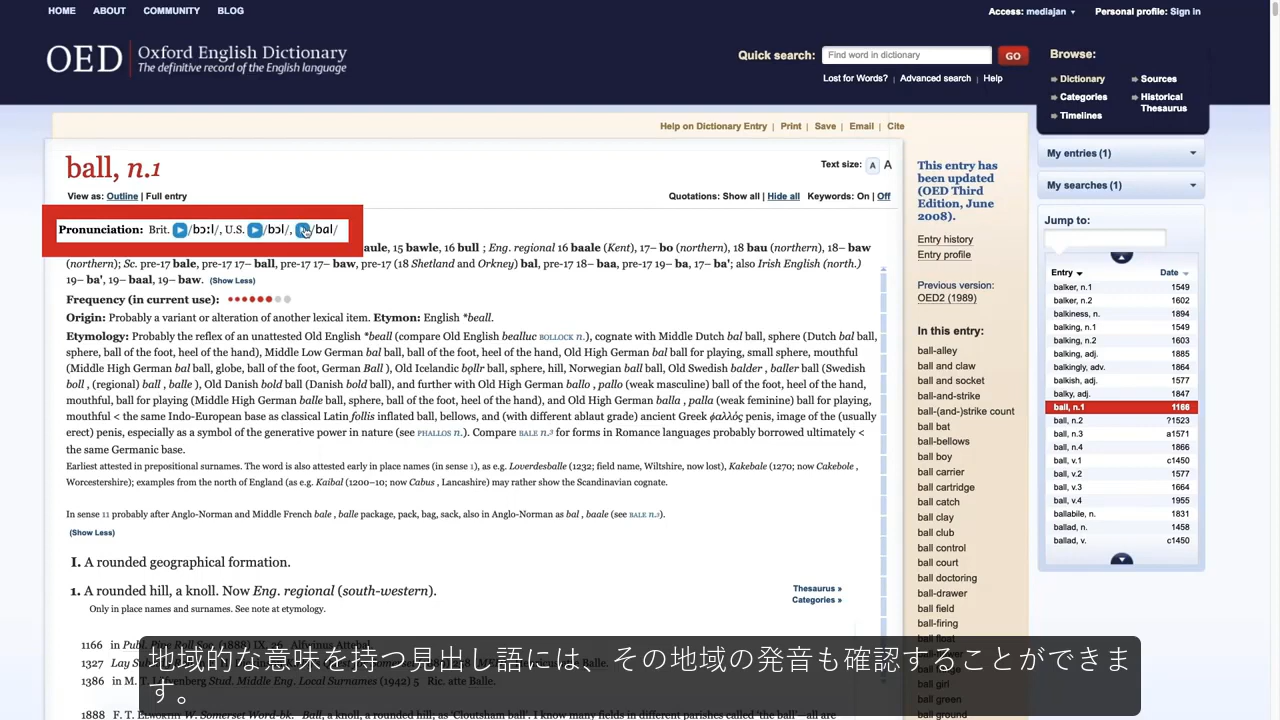 HOME ABOUT COMMUNITY BLOG
Access: mediajan Personal profile: Sign in
OED Oxford English Dictionary
The definitive record of the English language
Quick search: Find word in dictionary GO
Lost for Words? | Advanced search | Help
Browse:
Dictionary Sources
Categories Historical Thesaurus
Timelines
Help on Dictionary Entry | Print | Save | Email | Cite
ball, n.1
Text size: A A
View as: Outline | Full entry
Quotations: Show all | Hide all Keywords: On | Off
Pronunciation: Brit. /bɔːl/, U.S. /bɔl/, /bɑl/
aule, 15 bawle, 16 bull ; Eng. regional 16 baale (Kent), 17– bo (northern), 18 bau (northern), 18– baw
(northern); Sc. pre-17 bale, pre-17 17– ball, pre-17 17– baw, pre-17 (18 Shetland and Orkney) bal, pre-17 18– baa, pre-17 19– ba, 17– ba'; also Irish English (north.)
19– ba', 19– baal, 19– baw. (Show Less)
Frequency (in current use):
Origin: Probably a variant or alteration of another lexical item. Etymon: English *beall.
Etymology: Probably the reflex of an unattested Old English *beall (compare Old English bealluc BOLLOCK n.), cognate with Middle Dutch bal ball, sphere (Dutch bal ball,
sphere, ball of the foot, heel of the hand), Middle Low German bal ball, ball of the foot, heel of the hand, Old High German bal ball for playing, small sphere, mouthful
(Middle High German bal ball, globe, ball of the foot, German Ball ), Old Icelandic bǫllr ball, sphere, hill, Norwegian ball ball, Old Swedish balder , baller ball (Swedish
boll , (regional) ball , balle ), Old Danish bold ball (Danish bold ball), and further with Old High German ballo , pallo (weak masculine) ball of the foot, heel of the hand,
mouthful, ball for playing (Middle High German balle ball, sphere, ball of the foot, heel of the hand), and Old High German balla , palla (weak feminine) ball for playing,
mouthful < the same Indo-European base as classical Latin follis inflated ball, bellows, and (with different ablaut grade) ancient Greek ϕαλλός penis, image of the (usually
erect) penis, especially as a symbol of the generative power in nature (see PHALLOS n.). Compare BALE n.3 for forms in Romance languages probably borrowed ultimately <
the same Germanic base.
Earliest attested in prepositional surnames. The word is also attested early in place names (in sense 1), as e.g. Loverdesballe (1232; field name, Wiltshire, now lost), Kakebale (1270; now Cakebole ,
Worcestershire); examples from the north of England (as e.g. Kaibal (1200–10; now Cabus , Lancashire) may rather show the Scandinavian cognate.
In sense 11 probably after Anglo-Norman and Middle French bale , balle package, pack, bag, sack, also in Anglo-Norman as bal , baale (see BALE n.3).
(Show Less)
I. A rounded geographical formation.
1. A rounded hill, a knoll. Now Eng. regional (south-western).
Only in place names and surnames. See note at etymology.
Thesaurus »
Categories »
1166 in Publ. Pipe Roll Soc. (1888) IX.
1327 Lay Balle.
1386 in M. T. Löfvenberg Stud. Middle Eng. Local Surnames (1942) 5 Ric. atte Balle.
1888 F. T. Elworthy W. Somerset Word-bk. Ball, a knoll, a rounded hill; as 'Cloutsham ball'. I know many fields in different parishes called 'the ball'—all are
This entry has been updated (OED Third Edition, June 2008).
Entry history
Entry profile
Previous version:
OED2 (1989)
In this entry:
ball-alley
ball and claw
ball and socket
ball-and-strike
ball-(and-)strike count
ball bat
ball-bellows
ball boy
ball carrier
ball cartridge
ball catch
ball clay
ball club
ball control
ball court
ball doctoring
ball-drawer
ball field
ball-firing
ball float
ball girl
ball green
ball ground
My entries (1)
My searches (1)
Jump to:
Entry Date
balker, n.1 1549
balker, n.2 1602
balkiness, n. 1894
balking, n.1 1549
balking, n.2 1603
balking, adj. 1885
balkingly, adv. 1864
balkish, adj. 1577
balky, adj. 1847
ball, n.1 1166
ball, n.2 ?1523
ball, n.3 a1571
ball, n.4 1866
ball, v.1 c1450
ball, v.2 1577
ball, v.3 1664
ball, v.4 1955
ballabile, n. 1831
ballad, n. 1458
ballad, v. c1450
地域的な意味を持つ見出し語には、その地域の発音も確認することができま
す。